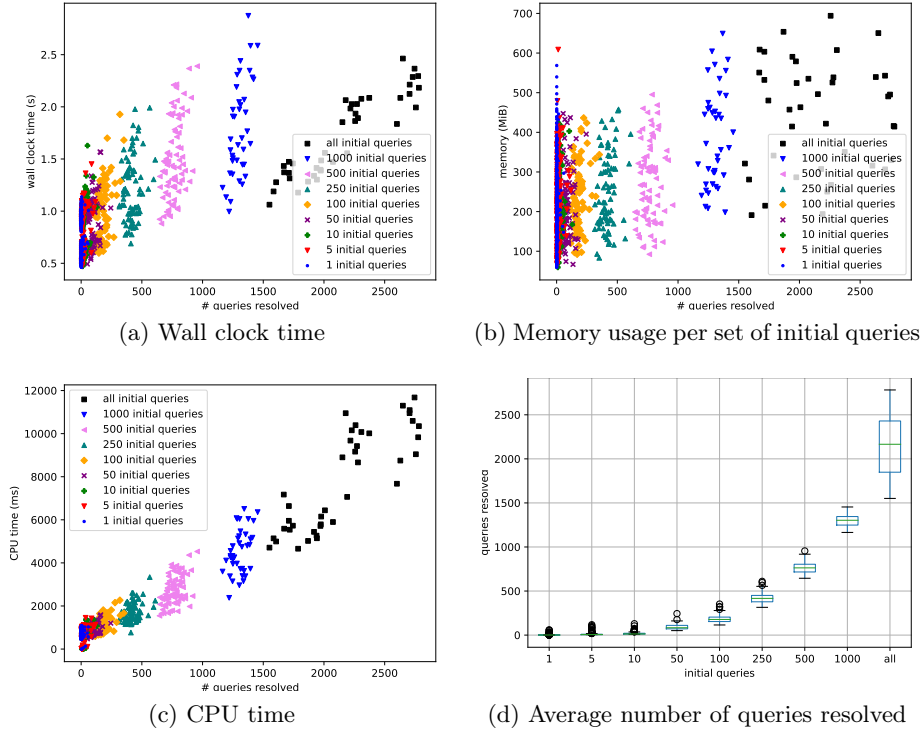 2.5
2.0
1.5
1.0
0.5
wall clock time (s)
all initial queries
1000 initial queries
500 initial queries
250 initial queries
100 initial queries
50 initial queries
10 initial queries
5 initial queries
1 initial queries
0 500 1000 1500 2000 2500
# queries resolved
(a) Wall clock time
700
600
500
400
300
200
100
memory (MiB)
all initial queries
1000 initial queries
500 initial queries
250 initial queries
100 initial queries
50 initial queries
10 initial queries
5 initial queries
1 initial queries
0 500 1000 1500 2000 2500
# queries resolved
(b) Memory usage per set of initial queries
12000
10000
8000
6000
4000
2000
0
CPU time (ms)
all initial queries
1000 initial queries
500 initial queries
250 initial queries
100 initial queries
50 initial queries
10 initial queries
5 initial queries
1 initial queries
0 500 1000 1500 2000 2500
# queries resolved
(c) CPU time
2500
2000
1500
1000
500
0
queries resolved
1 5 10 50 100 250 500 1000 all
initial queries
(d) Average number of queries resolved